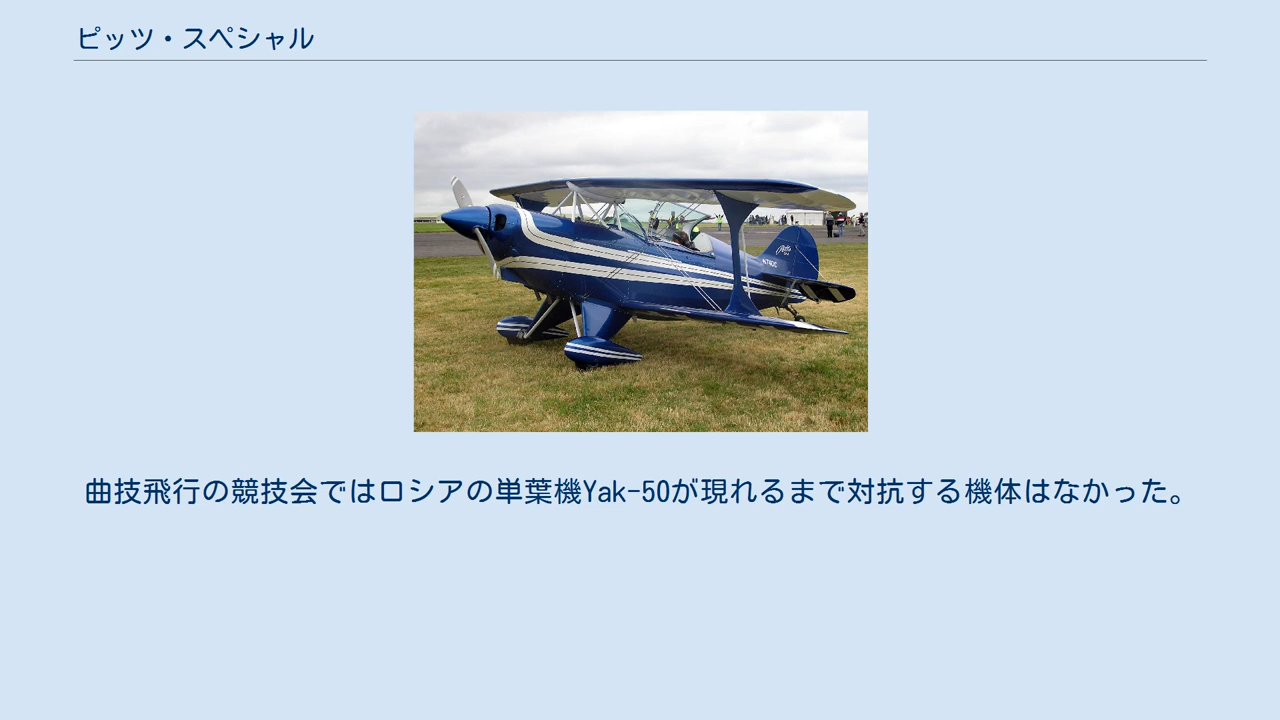 ピッツ・スペシャル
曲技飛行の競技会ではロシアの単葉機Yak-50が現れるまで対抗する機体はなかった。